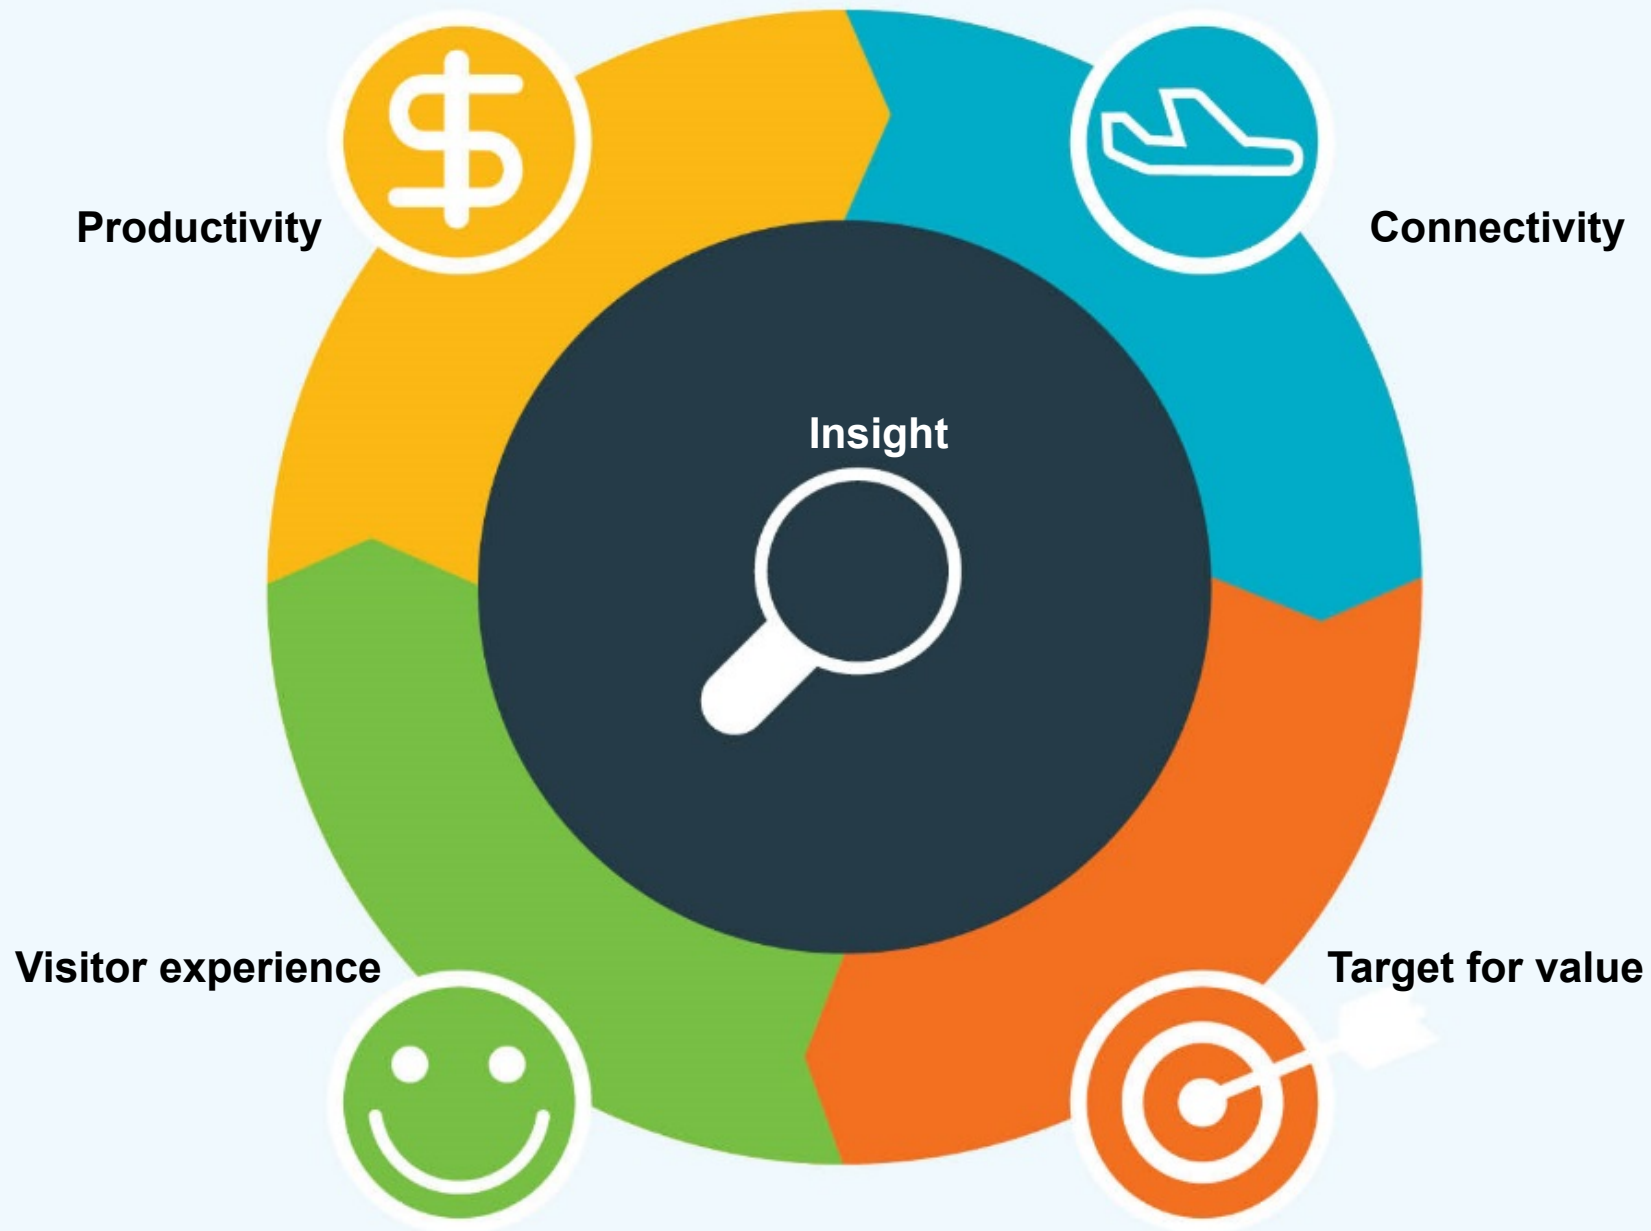 Productivity
Connectivity
Insight
Visitor experience
Target for value